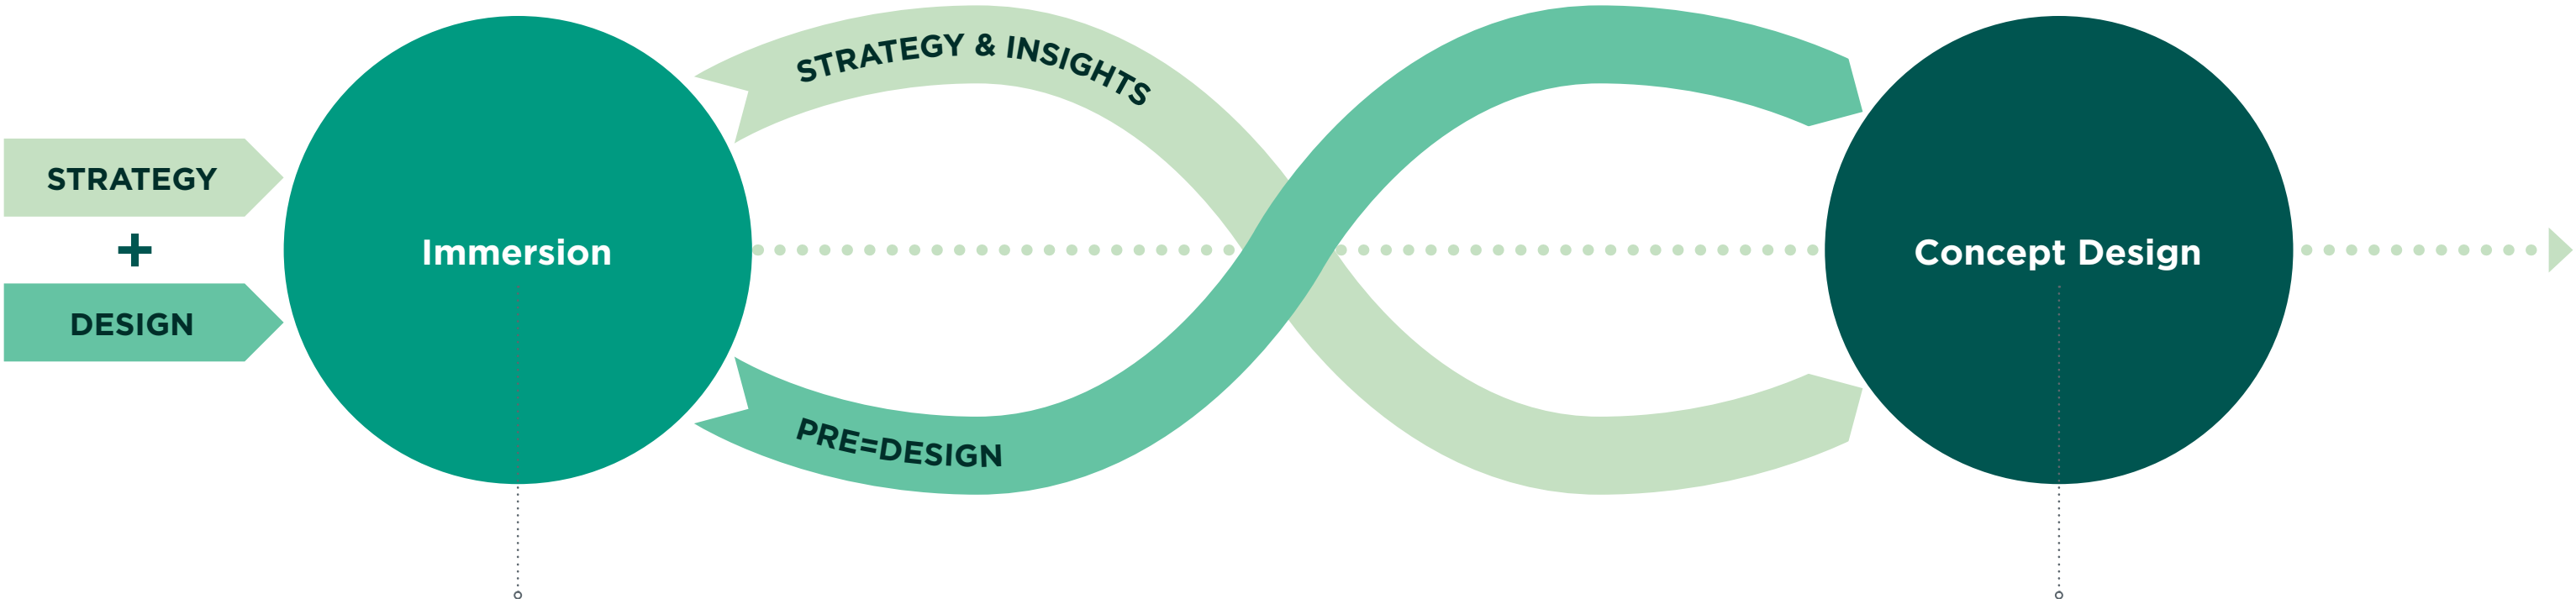 STRATEGY
+
DESIGN
Immersion
STRATEGY & INSIGHTS
PRE=DESIGN
Concept Design